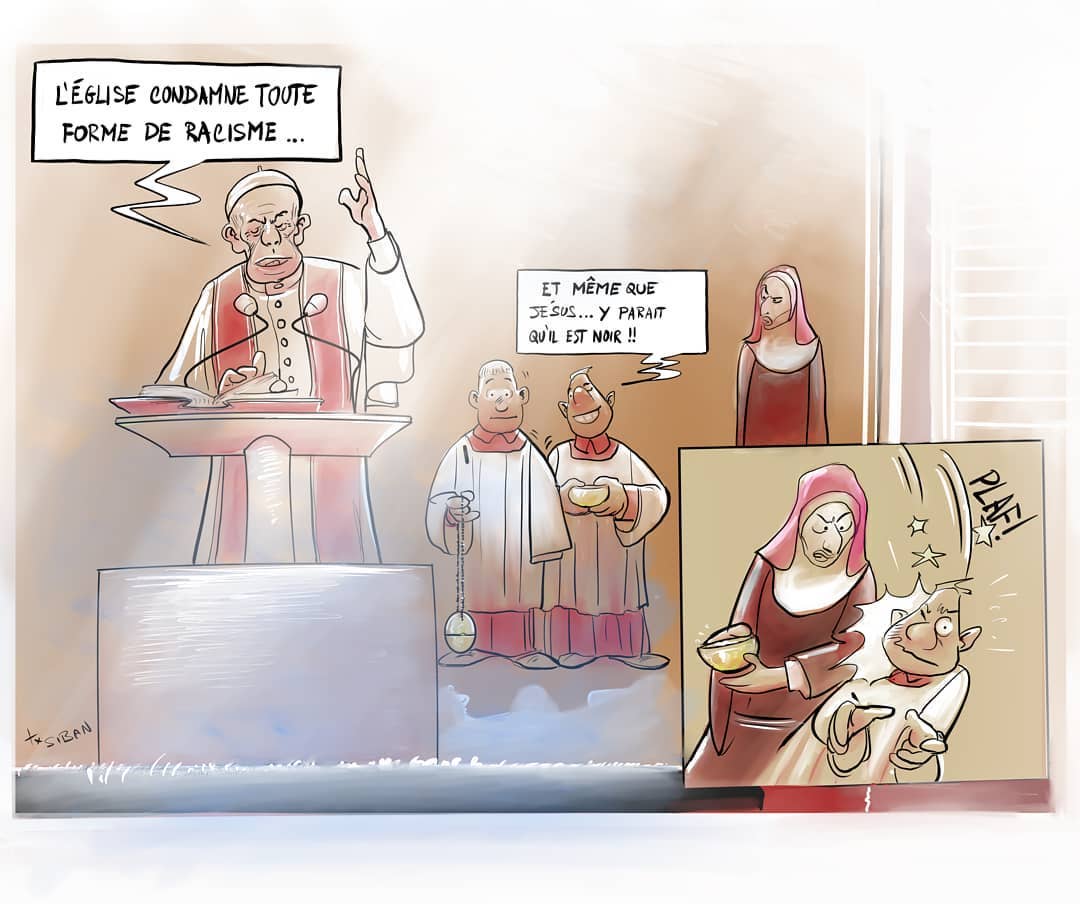 L'ÉGLISE CONDAMNE TOUTE
FORME DE RACISME...
ET MÊME QUE
JÉSUS... Y PARAIT
QU'IL EST NOIR !!
PLAF!
SIBAN